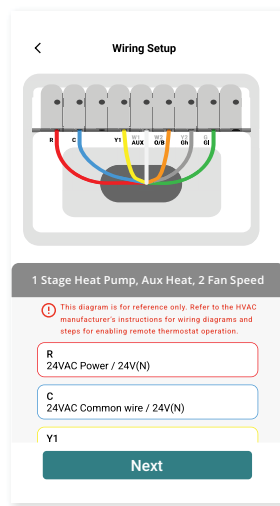 Wiring Setup
R C Y1 W1 W2 Y2 G
AUX O/B Gh Gl
1 Stage Heat Pump, Aux Heat, 2 Fan Speed
This diagram is for reference only. Refer to the HVAC
manufacturer's instructions for wiring diagrams and
steps for enabling remote thermostat operation.
R
24VAC Power / 24V(N)
C
24VAC Common wire / 24V(N)
Y1
Next